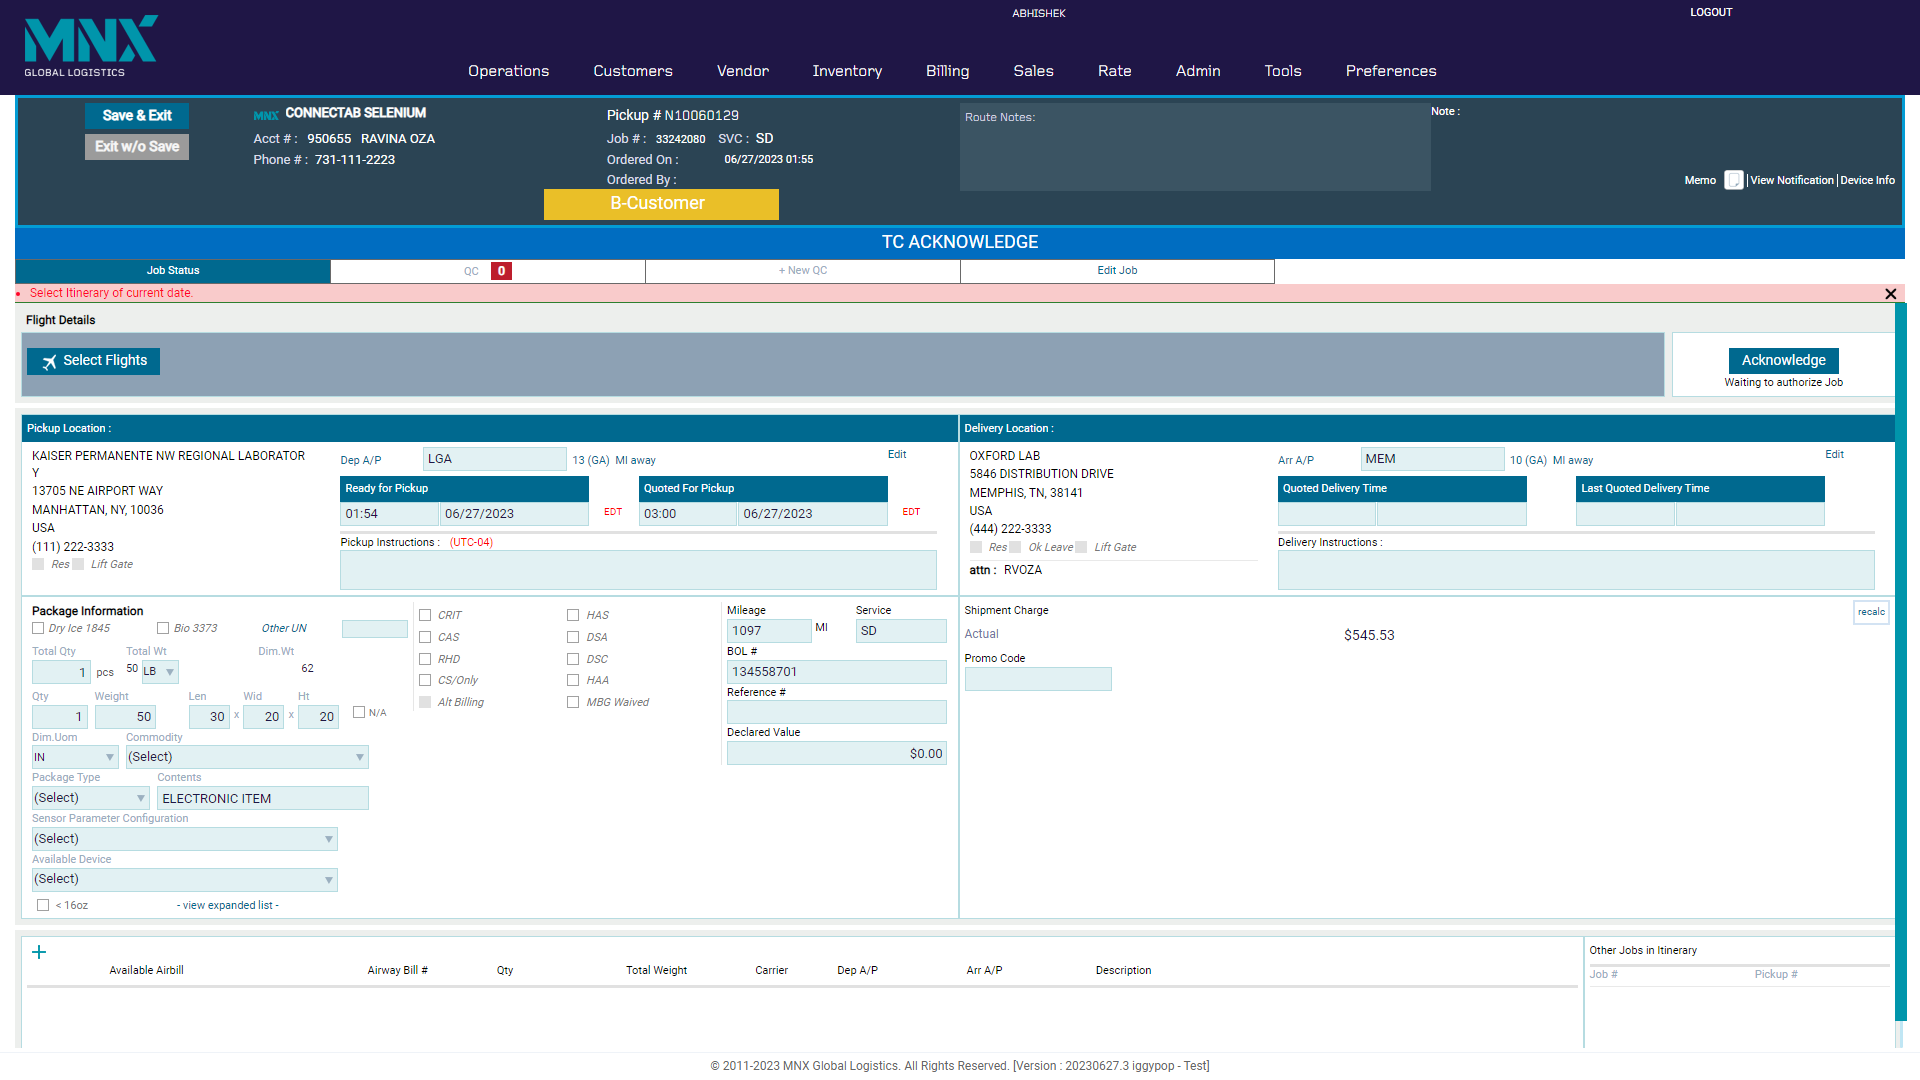 MNX
GLOBAL LOGISTICS
ABHISHEK
LOGOUT
Operations Customers Vendor Inventory Billing Sales Rate Admin Tools Preferences
Save & Exit
Exit w/o Save
MNX CONNECTAB SELENIUM
Acct # : 950655 RAVINA OZA
Phone # : 731-111-2223
Pickup # N10060129
Job # : 33242080 SVC : SD
Ordered On : 06/27/2023 01:55
Ordered By :
B-Customer
Route Notes:
Note :
Memo | View Notification | Device Info
TC ACKNOWLEDGE
Job Status QC 0 + New QC Edit Job
• Select Itinerary of current date.
Flight Details
Select Flights
Acknowledge
Waiting to authorize Job
Pickup Location :
KAISER PERMANENTE NW REGIONAL LABORATOR
Y
13705 NE AIRPORT WAY
MANHATTAN, NY, 10036
USA
(111) 222-3333
Res Lift Gate
Dep A/P LGA 13 (GA) MI away Edit
Ready for Pickup Quoted For Pickup
01:54 06/27/2023 EDT 03:00 06/27/2023 EDT
Pickup Instructions : (UTC-04)
Delivery Location :
OXFORD LAB
5846 DISTRIBUTION DRIVE
MEMPHIS, TN, 38141
USA
(444) 222-3333
Res Ok Leave Lift Gate
attn : RVOZA
Arr A/P MEM 10 (GA) MI away Edit
Quoted Delivery Time Last Quoted Delivery Time
Delivery Instructions :
Package Information
Dry Ice 1845 Bio 3373 Other UN
Total Qty Total Wt Dim.Wt
1 pcs 50 LB 62
Qty Weight Len Wid Ht
1 50 30 x 20 x 20 N/A
Dim.Uom Commodity
IN (Select)
Package Type Contents
(Select) ELECTRONIC ITEM
Sensor Parameter Configuration
(Select)
Available Device
(Select)
< 16oz - view expanded list -
CRIT HAS
CAS DSA
RHD DSC
CS/Only HAA
Alt Billing MBG Waived
Mileage Service
1097 MI SD
BOL #
134558701
Reference #
Declared Value
$0.00
Shipment Charge recalc
Actual $545.53
Promo Code
+
Available Airbill Airway Bill # Qty Total Weight Carrier Dep A/P Arr A/P Description
Other Jobs in Itinerary
Job # Pickup #
© 2011-2023 MNX Global Logistics. All Rights Reserved. [Version : 20230627.3 iggypop - Test]